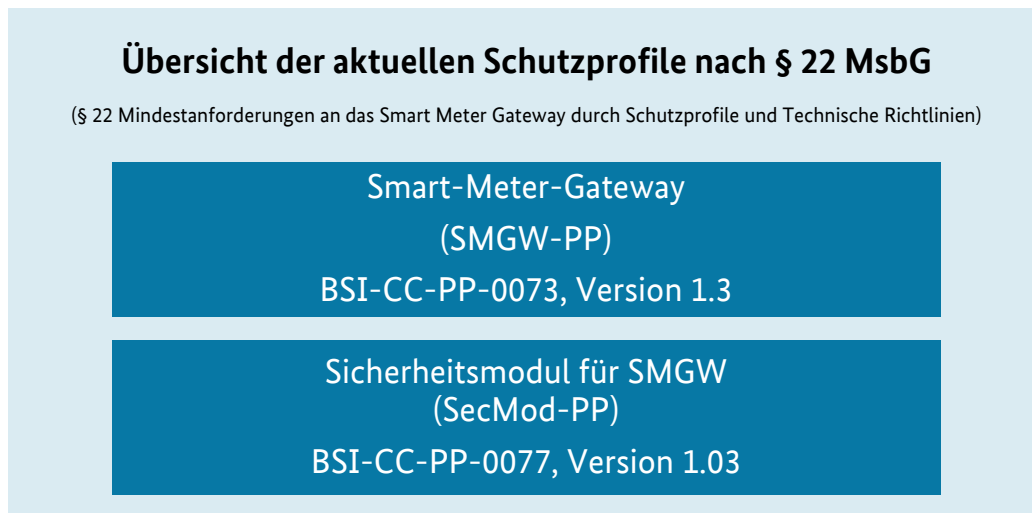 Übersicht der aktuellen Schutzprofile nach § 22 MsbG
(§ 22 Mindestanforderungen an das Smart Meter Gateway durch Schutzprofile und Technische Richtlinien)
Smart-Meter-Gateway
(SMGW-PP)
BSI-CC-PP-0073, Version 1.3
Sicherheitsmodul für SMGW
(SecMod-PP)
BSI-CC-PP-0077, Version 1.03